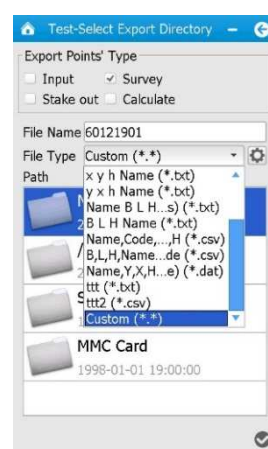 Test-Select Export Directory
Export Points' Type
Input Survey
Stake out Calculate
File Name 60121901
File Type Custom (*.*)
Path
x y h Name (*.txt)
y x h Name (*.txt)
Name B L H...s) (*.txt)
B L H Name (*.txt)
Name,Code,...,H (*.csv)
B,L,H,Name...de (*.csv)
Name,Y,X,H...e) (*.dat)
ttt (*.txt)
ttt2 (*.csv)
Custom (*.*)
MMC Card
1998-01-01 19:00:00